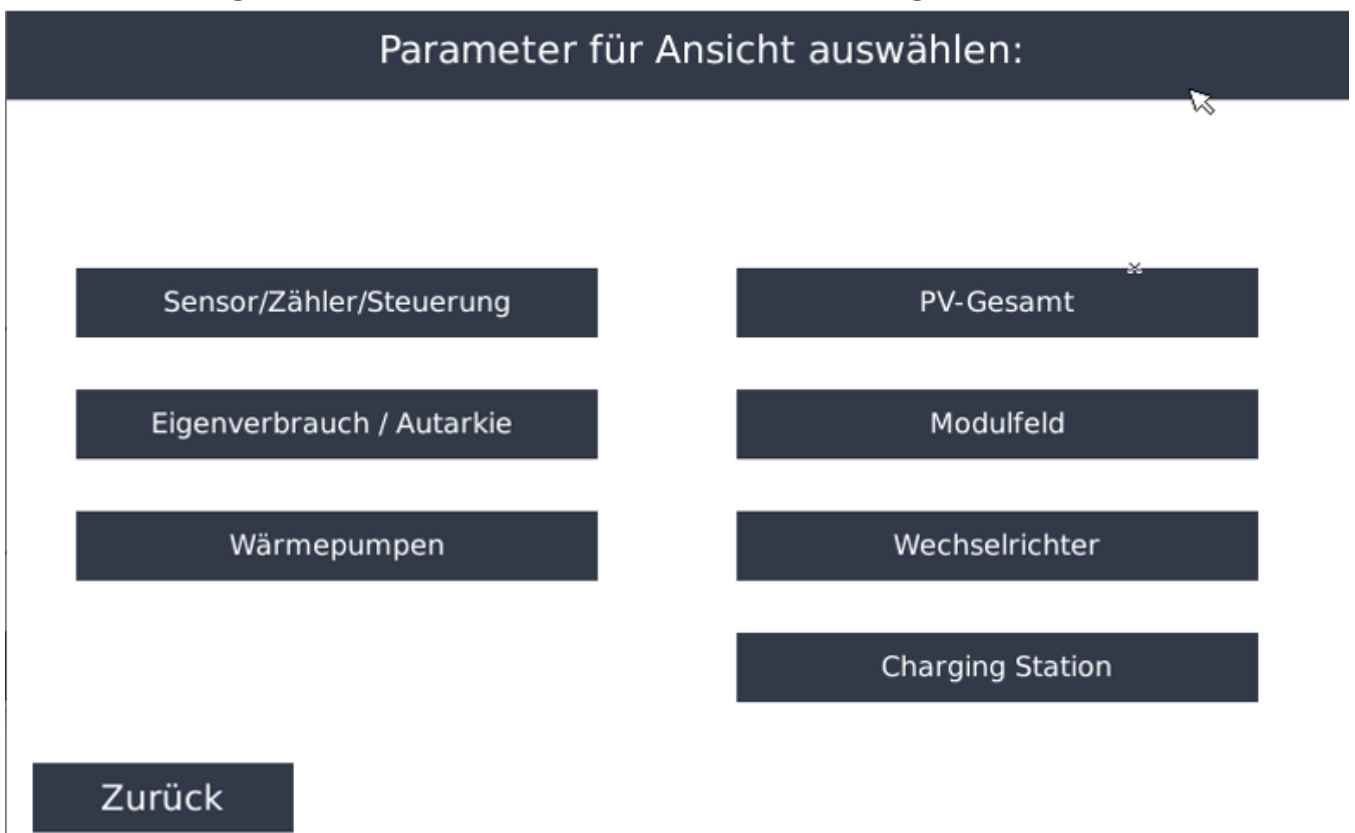 Parameter für Ansicht auswählen:
Sensor/Zähler/Steuerung
PV-Gesamt
Eigenverbrauch / Autarkie
Modulfeld
Wärmepumpen
Wechselrichter
Charging Station
Zurück